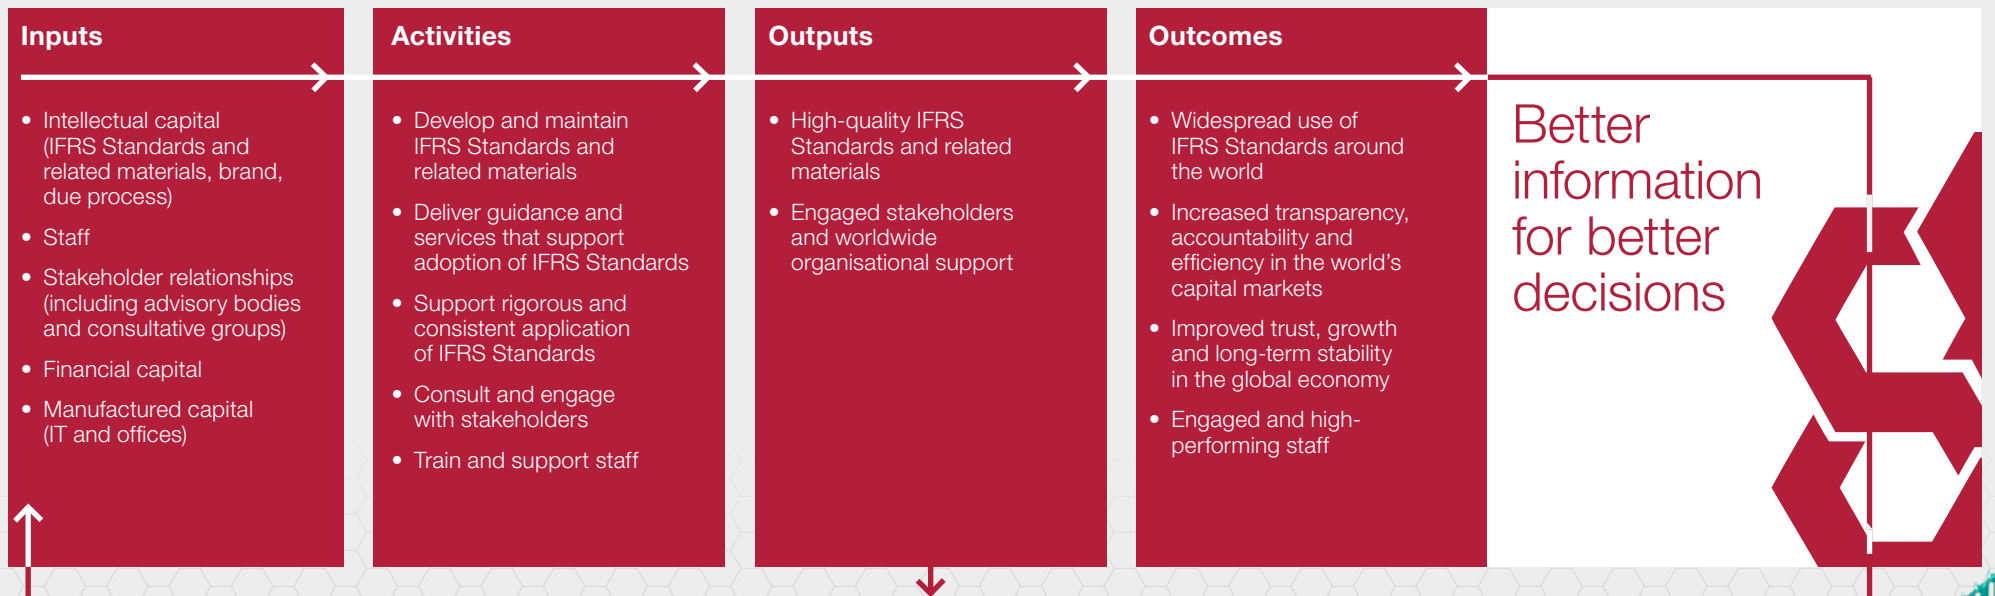 Inputs
• Intellectual capital
(IFRS Standards and
related materials, brand,
due process)
• Staff
• Stakeholder relationships
(including advisory bodies
and consultative groups)
• Financial capital
• Manufactured capital
(IT and offices)
Activities
• Develop and maintain
IFRS Standards and
related materials
• Deliver guidance and
services that support
adoption of IFRS Standards
• Support rigorous and
consistent application
of IFRS Standards
• Consult and engage
with stakeholders
• Train and support staff
Outputs
• High-quality IFRS
Standards and related
materials
• Engaged stakeholders
and worldwide
organisational support
Outcomes
• Widespread use of
IFRS Standards around
the world
• Increased transparency,
accountability and
efficiency in the world’s
capital markets
• Improved trust, growth
and long-term stability
in the global economy
• Engaged and high-
performing staff
Better
information
for better
decisions